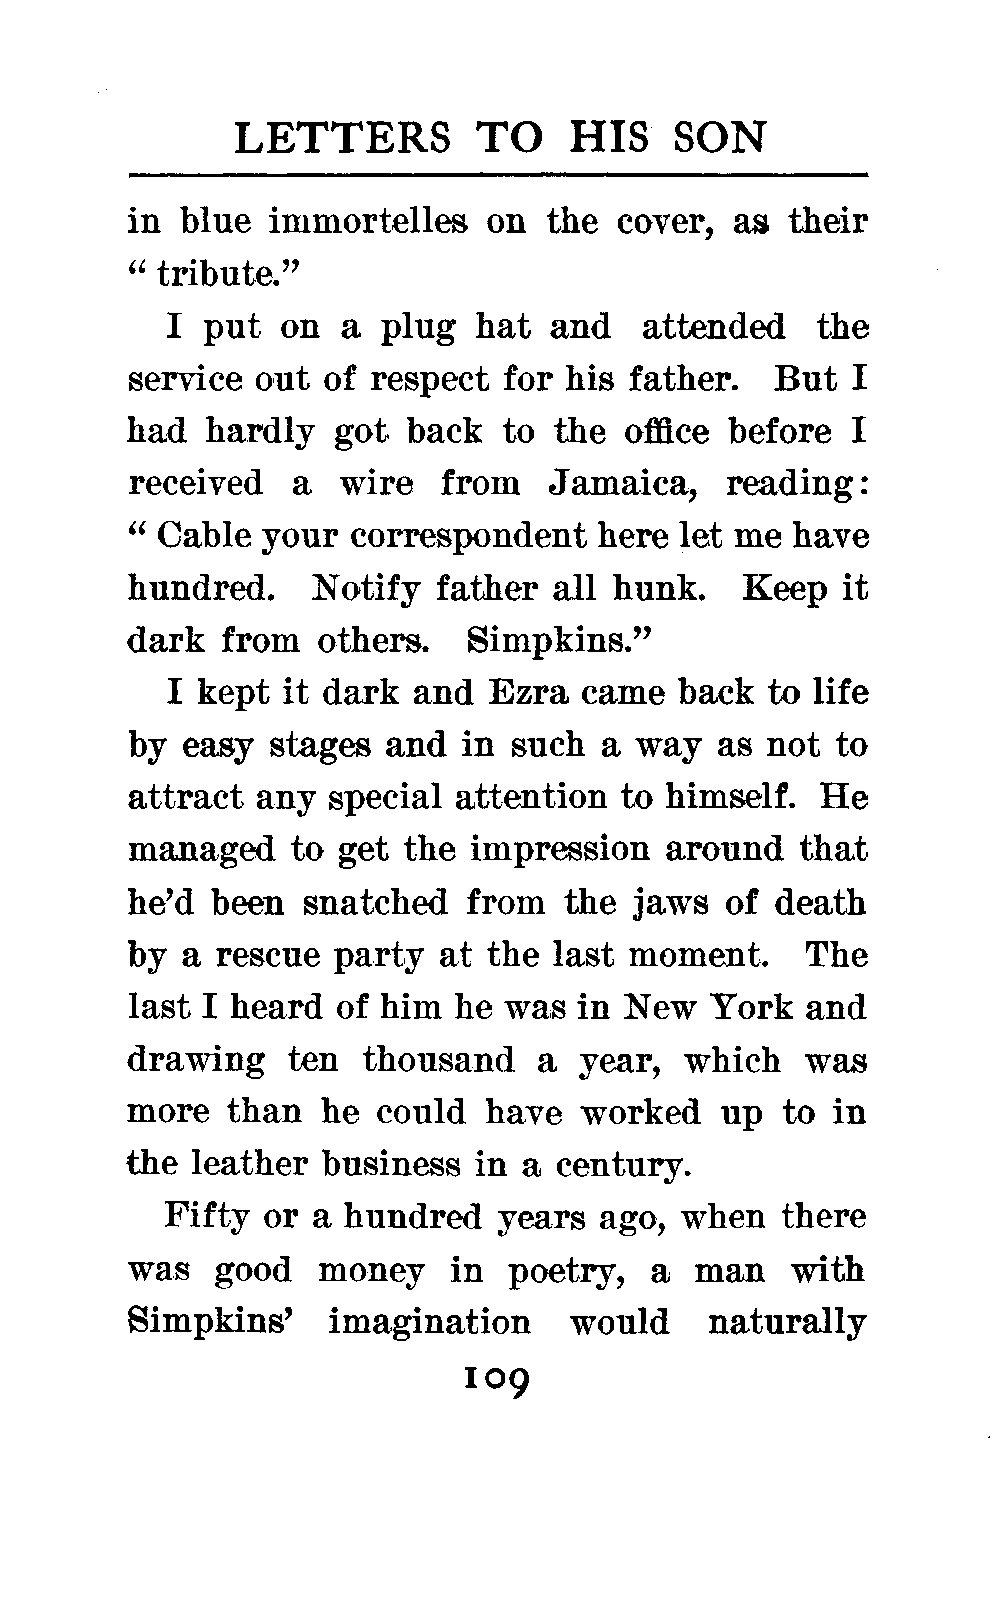 LETTERS TO HIS SON
in blue immortelles on the cover, as their
“ tribute.”
I put on a plug hat and attended the
service out of respect for his father. But I
had hardly got back to the office before I
received a wire from Jamaica, reading:
“ Cable your correspondent here let me have
hundred. Notify father all hunk. Keep it
dark from others. Simpkins.”
I kept it dark and Ezra came back to life
by easy stages and in such a way as not to
attract any special attention to himself. He
managed to get the impression around that
he’d been snatched from the jaws of death
by a rescue party at the last moment. The
last I heard of him he was in New York and
drawing ten thousand a year, which was
more than he could have worked up to in
the leather business in a century.
Fifty or a hundred years ago, when there
was good money in poetry, a man with
Simpkins’ imagination would naturally
109